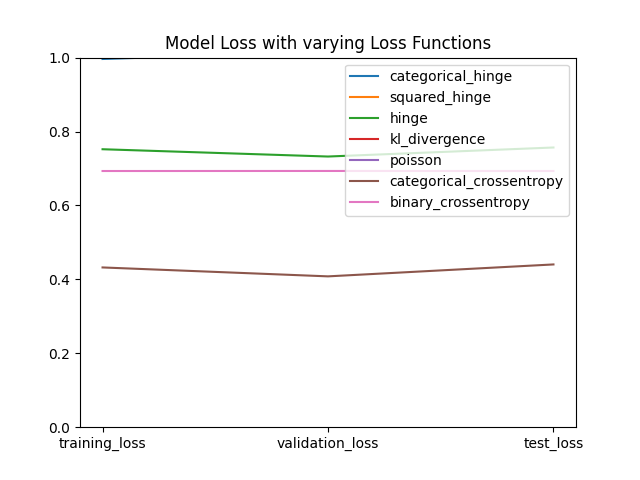 Model Loss with varying Loss Functions
1.0
0.8
0.6
0.4
0.2
0.0
categorical_hinge
squared_hinge
hinge
kl_divergence
poisson
categorical_crossentropy
binary_crossentropy
training_loss
validation_loss
test_loss